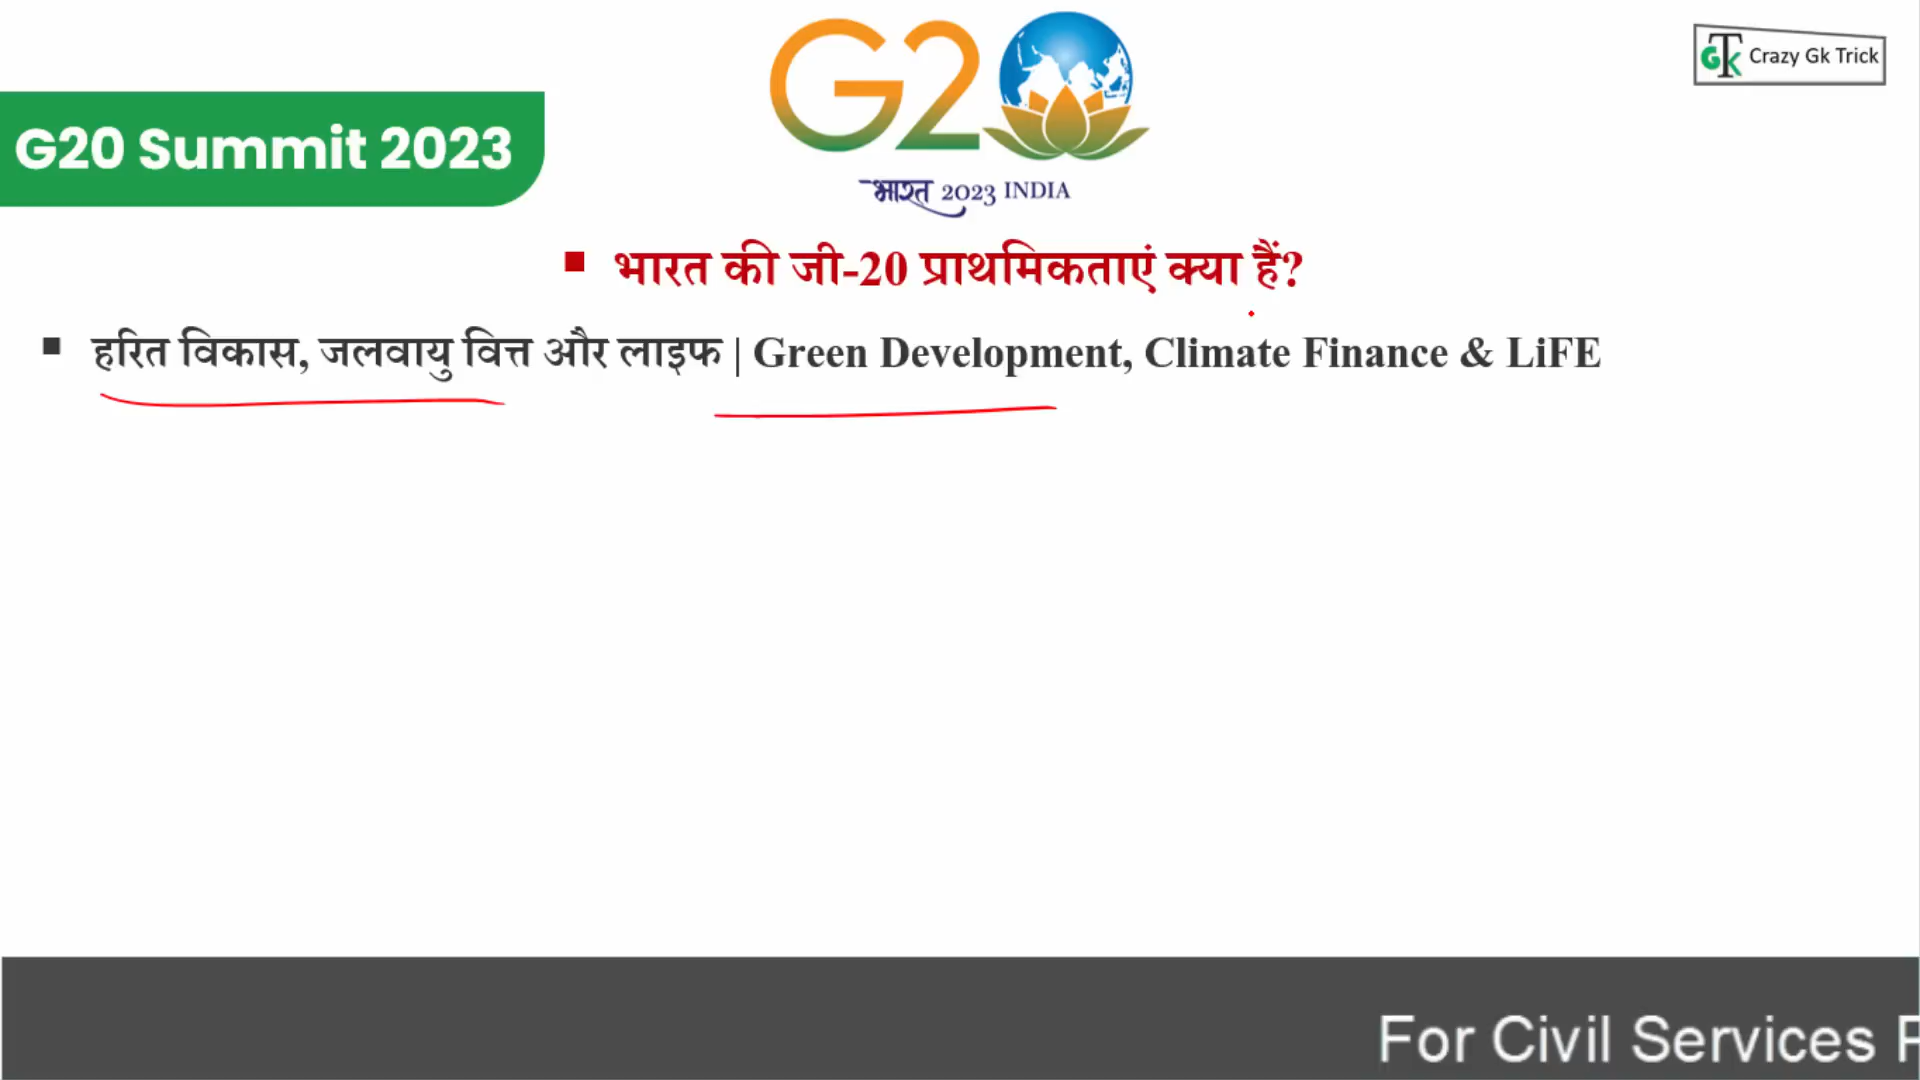 G20
Crazy Gk Trick
G20 Summit 2023
भारत 2023 INDIA
▪ भारत की जी-20 प्राथमिकताएं क्या हैं?
▪ हरित विकास, जलवायु वित्त और लाइफ | Green Development, Climate Finance & LiFE
For Civil Services